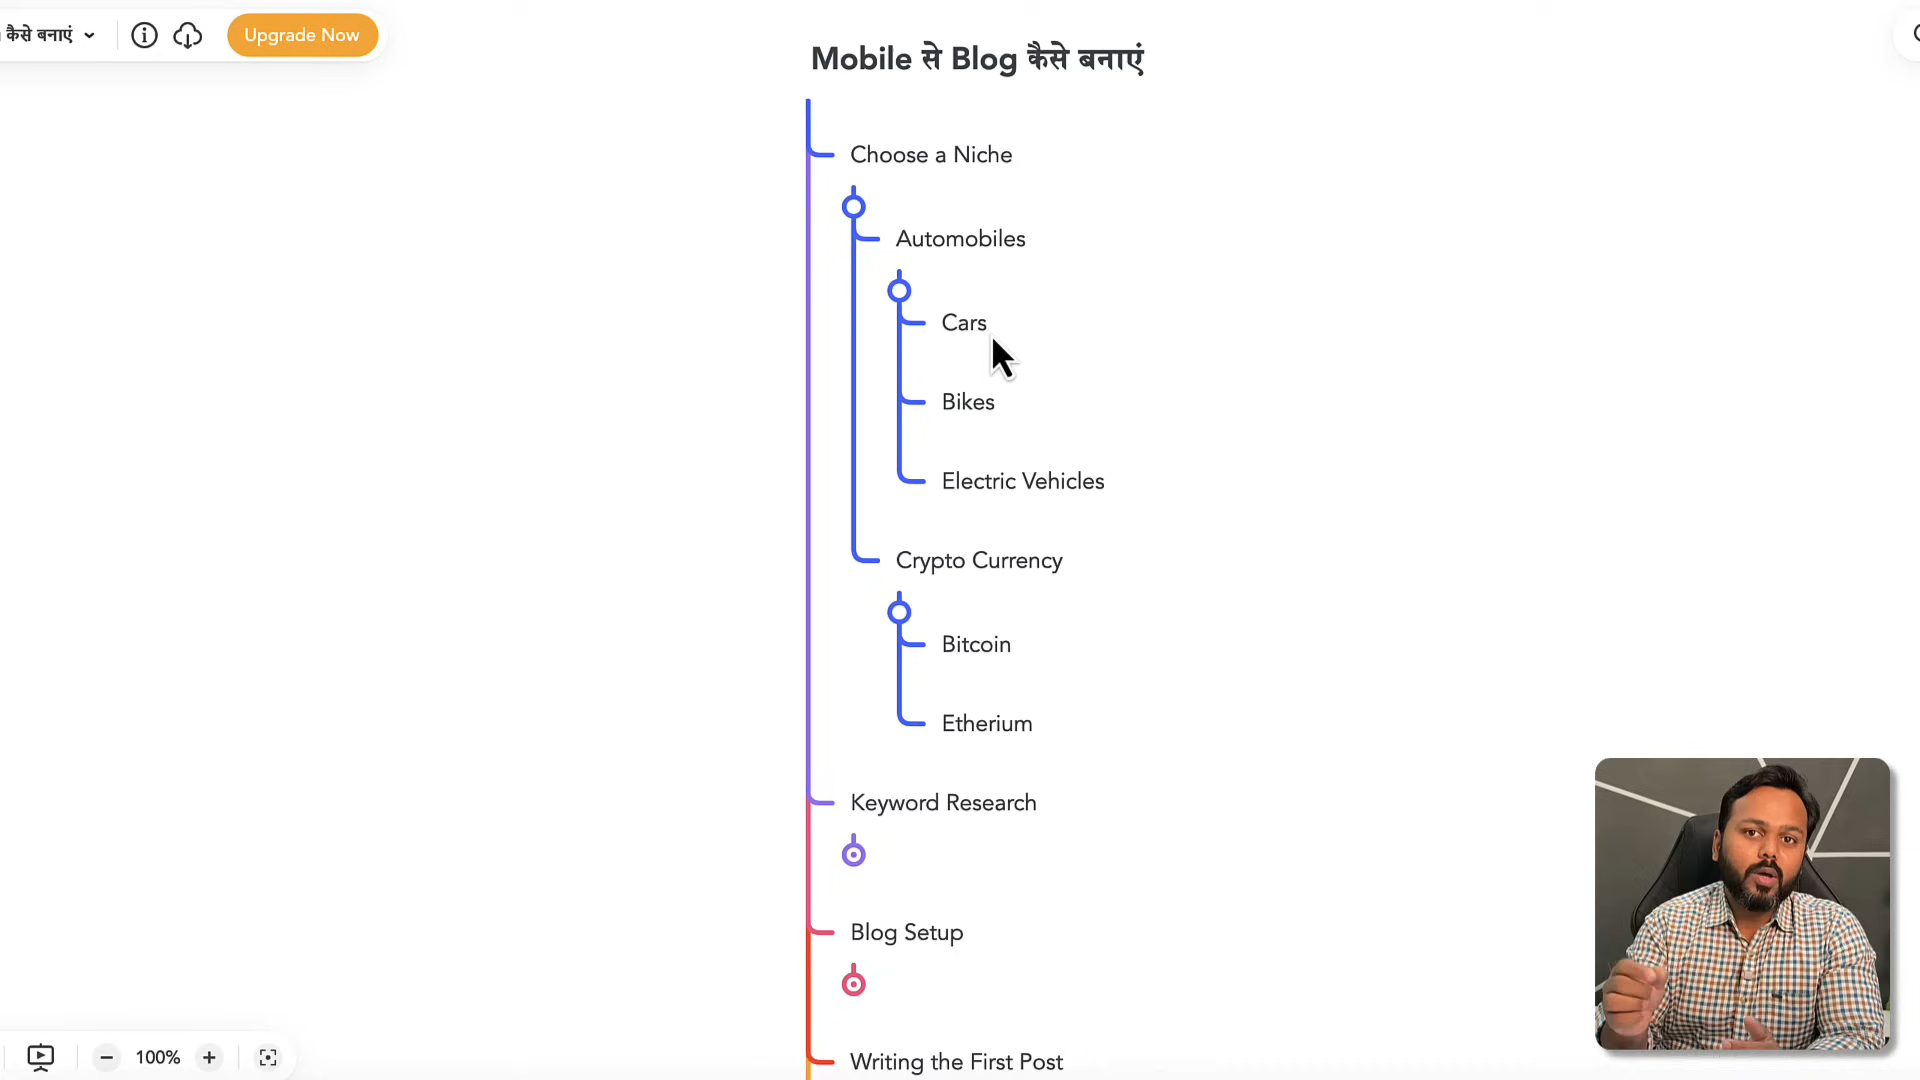 कैसे बनाएं
Upgrade Now
Mobile से Blog कैसे बनाएं
Choose a Niche
Automobiles
Cars
Bikes
Electric Vehicles
Crypto Currency
Bitcoin
Etherium
Keyword Research
Blog Setup
Writing the First Post
100%